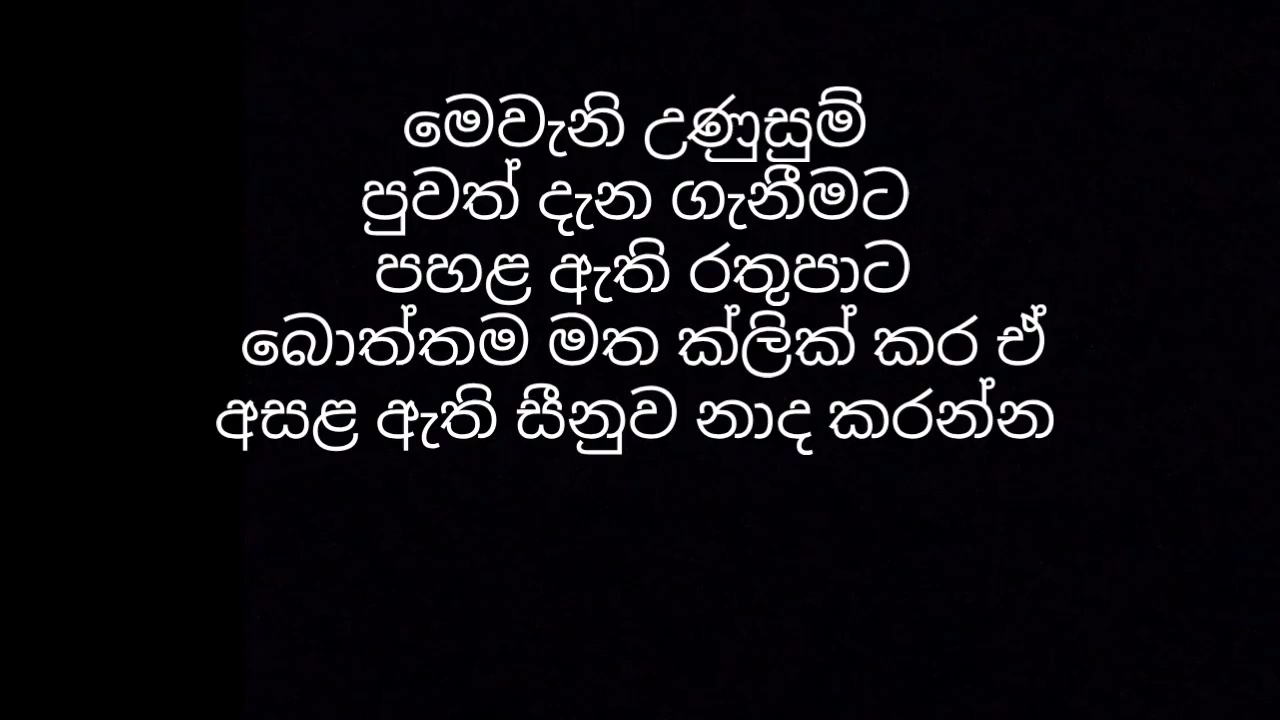 මෙවැනි උණුසුම්
පුවත් දැන ගැනීමට
පහළ ඇති රතුපාට
බොත්තම මත ක්ලික් කර ඒ
අසළ ඇති සීනුව නාද කරන්න